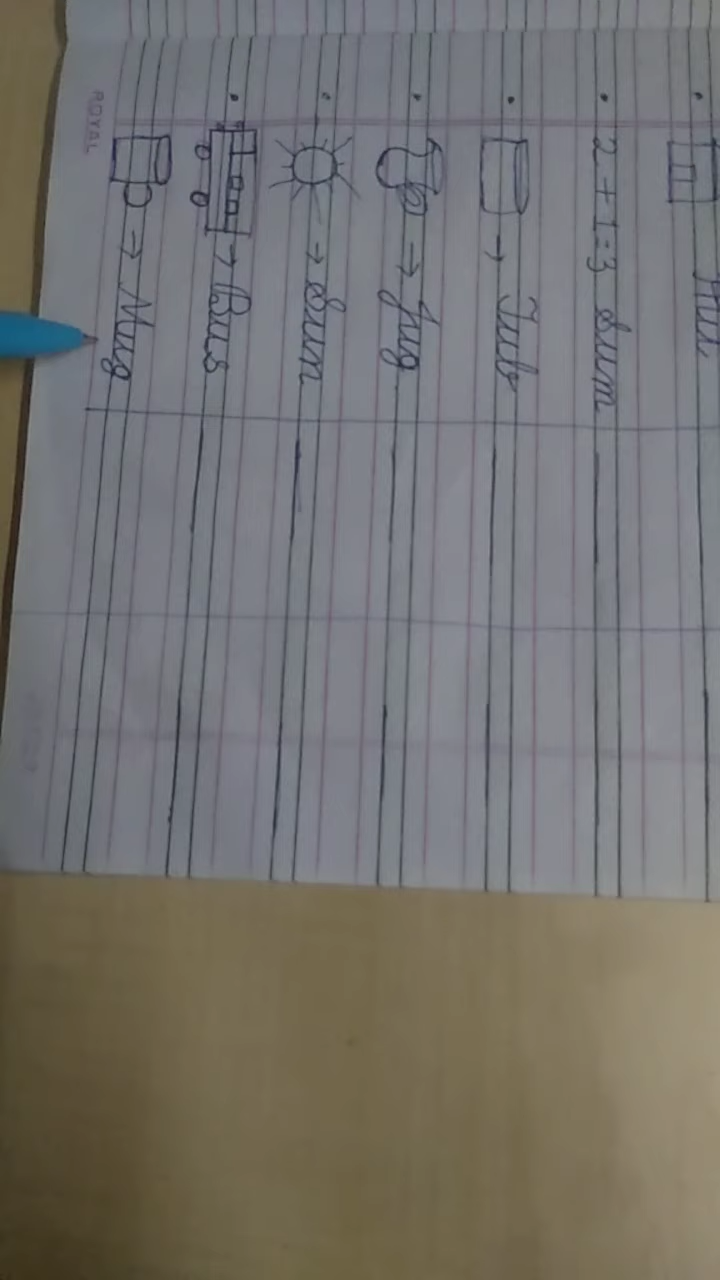 2 + 1 = 3 Sum
→ Tub
→ Jug
→ Sun
→ Bus
→ Mug
ROYAL